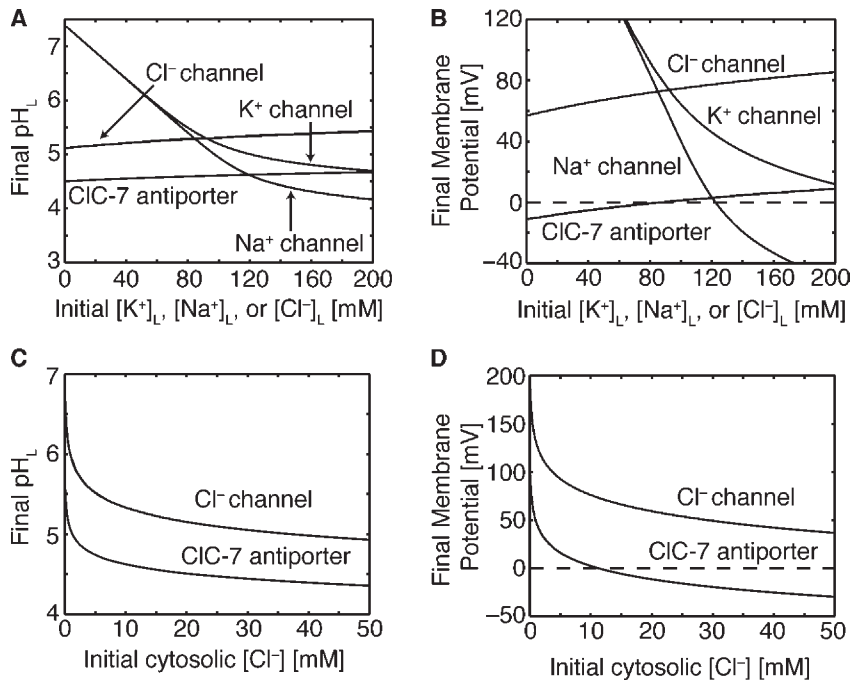 A
7
6
5
4
3
Final pH_L
Cl⁻ channel
K⁺ channel
ClC-7 antiporter
Na⁺ channel
0 40 80 120 160 200
Initial [K⁺]_L, [Na⁺]_L, or [Cl⁻]_L [mM]
B
120
80
40
0
−40
Final Membrane
Potential [mV]
Cl⁻ channel
K⁺ channel
Na⁺ channel
ClC-7 antiporter
0 40 80 120 160 200
Initial [K⁺]_L, [Na⁺]_L, or [Cl⁻]_L [mM]
C
7
6
5
4
Final pH_L
Cl⁻ channel
ClC-7 antiporter
0 10 20 30 40 50
Initial cytosolic [Cl⁻] [mM]
D
200
150
100
50
0
−50
Final Membrane
Potential [mV]
Cl⁻ channel
ClC-7 antiporter
0 10 20 30 40 50
Initial cytosolic [Cl⁻] [mM]